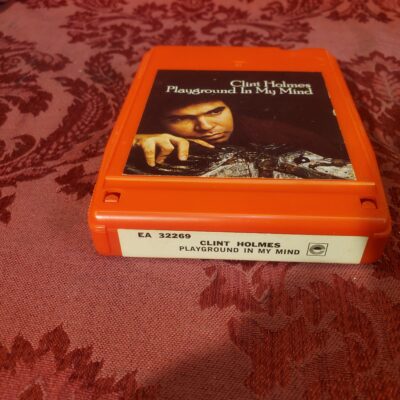 Clint Holmes
Playground In My Mind
EA 32269
CLINT HOLMES
PLAYGROUND IN MY MIND